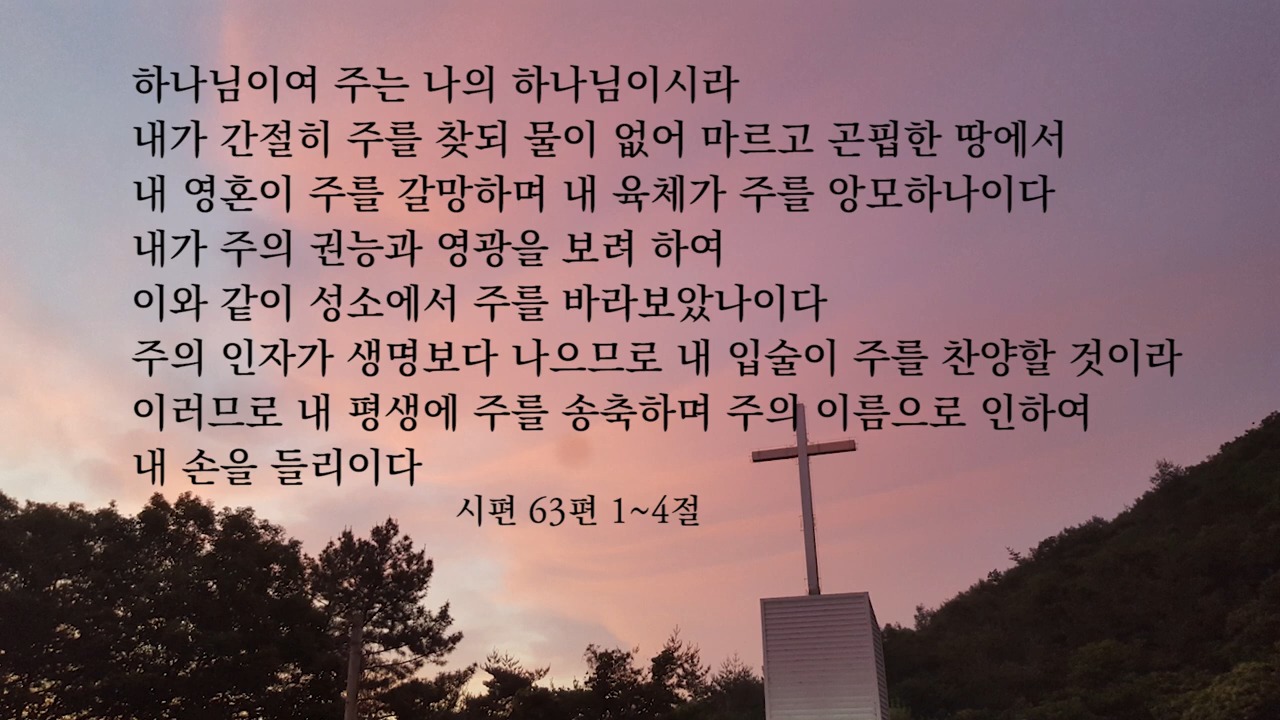 하나님이여 주는 나의 하나님이시라
내가 간절히 주를 찾되 물이 없어 마르고 곤핍한 땅에서
내 영혼이 주를 갈망하며 내 육체가 주를 앙모하나이다
내가 주의 권능과 영광을 보려 하여
이와 같이 성소에서 주를 바라보았나이다
주의 인자가 생명보다 나으므로 내 입술이 주를 찬양할 것이라
이러므로 내 평생에 주를 송축하며 주의 이름으로 인하여
내 손을 들리이다
시편 63편 1~4절